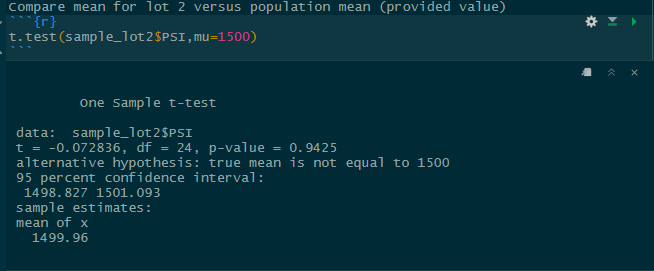 Compare mean for lot 2 versus population mean (provided value)
```{r}
t.test(sample_lot2$PSI,mu=1500)
```
One Sample t-test
data:  sample_lot2$PSI
t = -0.072836, df = 24, p-value = 0.9425
alternative hypothesis: true mean is not equal to 1500
95 percent confidence interval:
1498.827 1501.093
sample estimates:
mean of x
1499.96